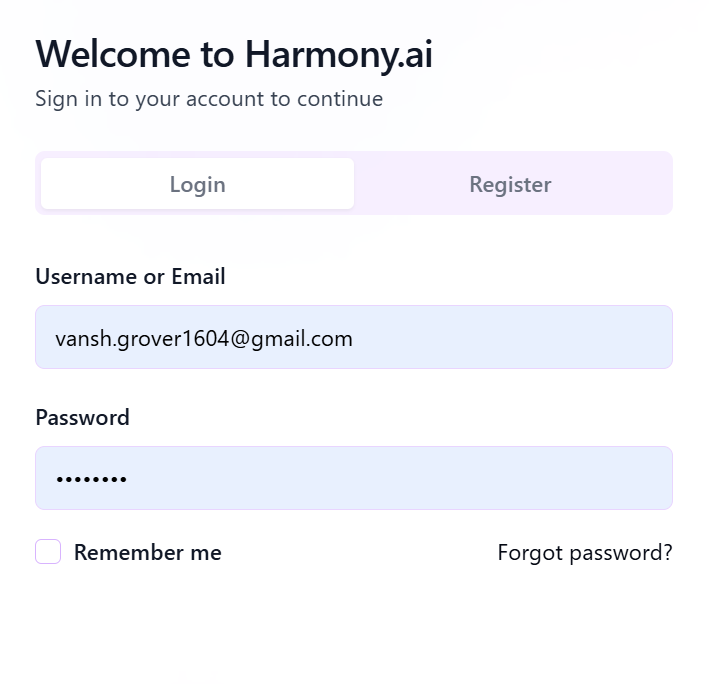 Welcome to Harmony.ai
Sign in to your account to continue
Login Register
Username or Email
vansh.grover1604@gmail.com
Password
••••••••
Remember me Forgot password?